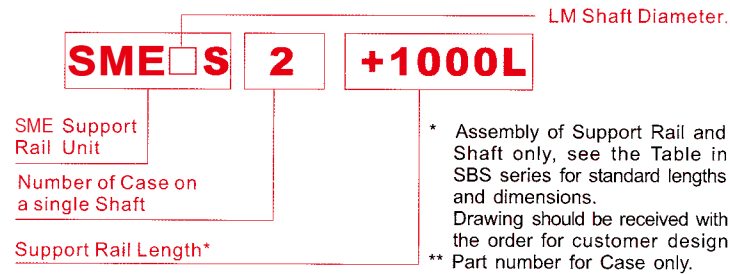 LM Shaft Diameter.
SME□S 2 +1000L
SME Support
Rail Unit
Number of Case on
a single Shaft
Support Rail Length*
* Assembly of Support Rail and
Shaft only, see the Table in
SBS series for standard lengths
and dimensions.
Drawing should be received with
the order for customer design
** Part number for Case only.